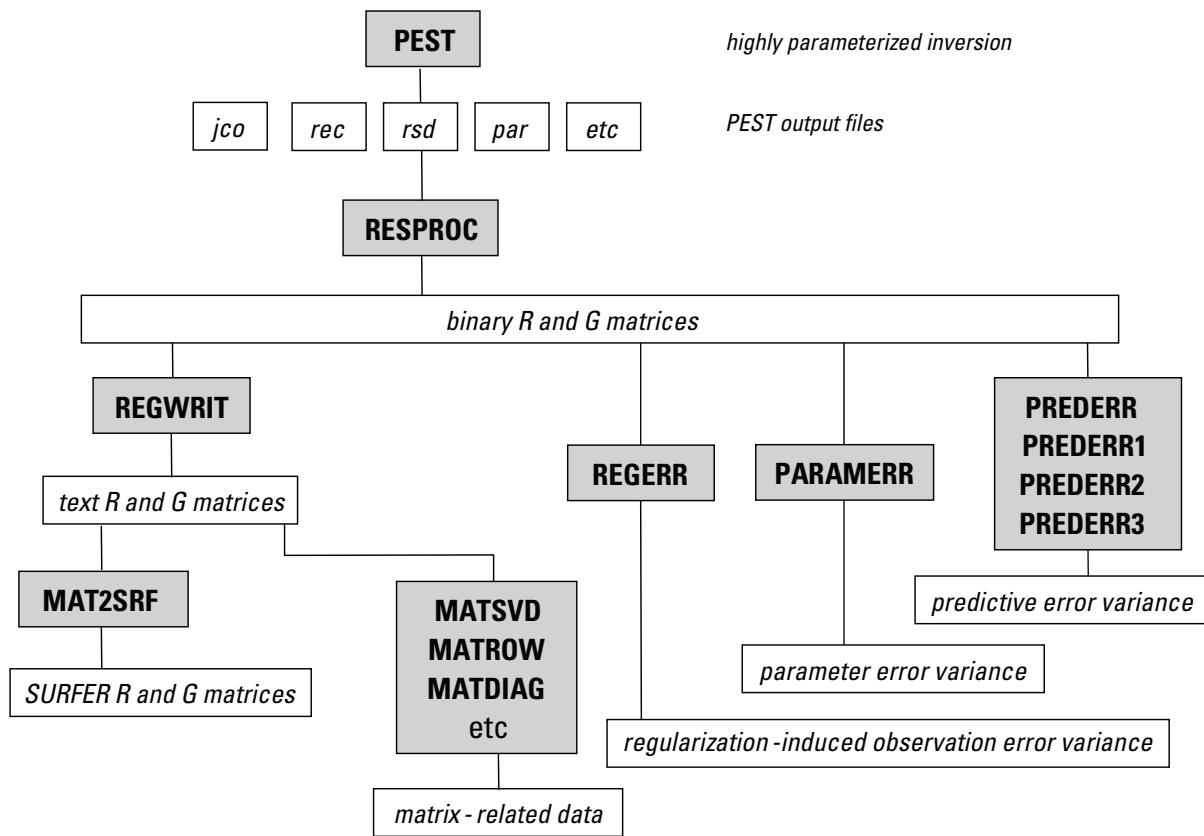 PEST
highly parameterized inversion
jco
rec
rsd
par
etc
PEST output files
RESPROC
binary R and G matrices
REGWRIT
REGERR
PARAMERR
PREDERR
PREDERR1
PREDERR2
PREDERR3
text R and G matrices
MAT2SRF
MATSVD
MATROW
MATDIAG
etc
predictive error variance
parameter error variance
SURFER R and G matrices
regularization-induced observation error variance
matrix-related data